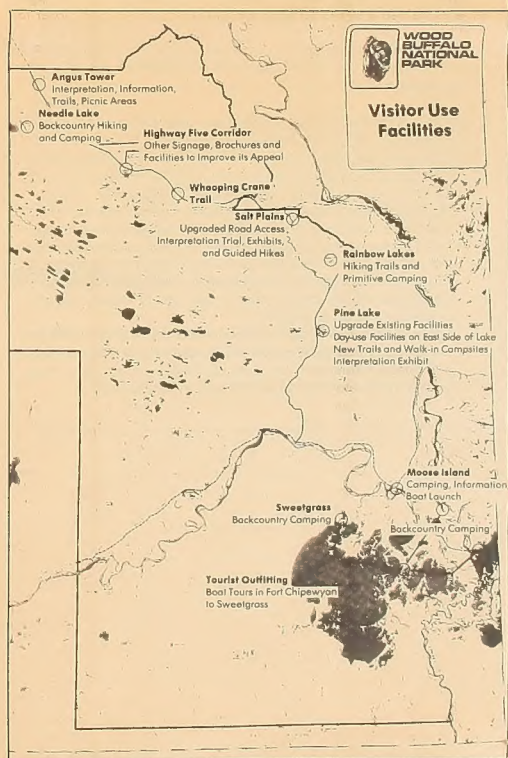 WOOD
BUFFALO
NATIONAL
PARK
Visitor Use
Facilities
Angus Tower
Interpretation, Information,
Trails, Picnic Areas
Needle Lake
Backcountry Hiking
and Camping
Highway Five Corridor
Other Signage, Brochures and
Facilities to Improve its Appeal
Whooping Crane
Trail
Salt Plains
Upgraded Road Access
Interpretation Trial, Exhibits,
and Guided Hikes
Rainbow Lakes
Hiking Trails and
Primitive Camping
Pine Lake
Upgrade Existing Facilities
Day-use Facilities on East Side of Lake
New Trails and Walk-in Campsites
Interpretation Exhibit
Moose Island
Camping, Information
Boat Launch
Sweetgrass
Backcountry Camping
Backcountry Camping
Tourist Outfitting
Boat Tours in Fort Chipewyan
to Sweetgrass